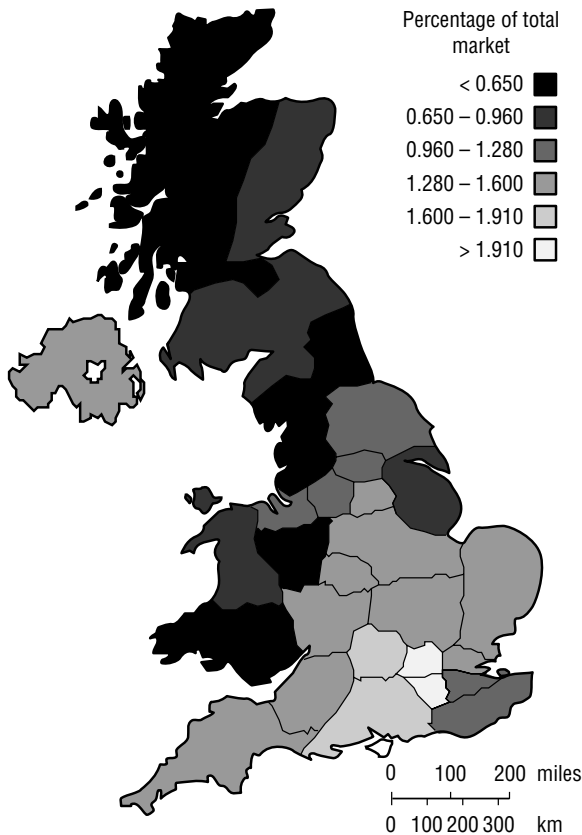 Percentage of total
market
< 0.650
0.650 – 0.960
0.960 – 1.280
1.280 – 1.600
1.600 – 1.910
> 1.910
0 100 200 miles
0 100 200 300 km